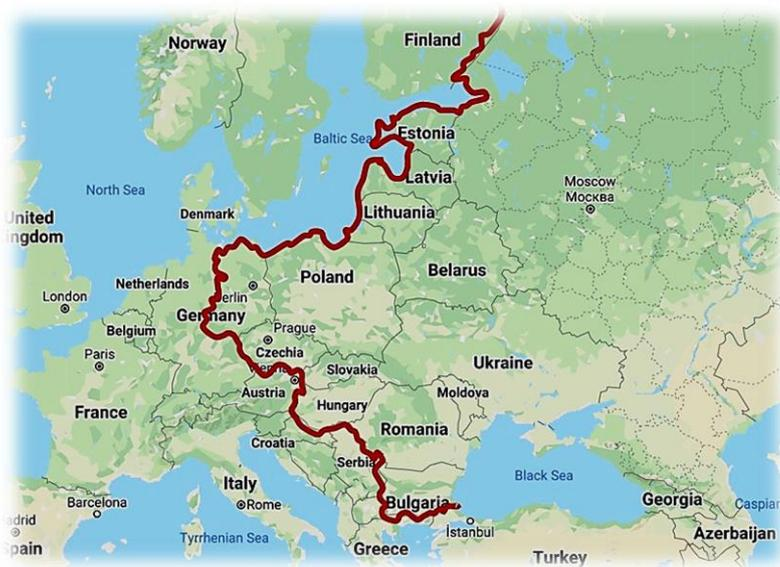 Norway
Finland
Baltic Sea
Estonia
Latvia
Moscow
Москва
North Sea
Denmark
Lithuania
United
ingdom
Belarus
Poland
Netherlands
erlin
London
Germany
Belgium
Prague
Paris
Czechia
Ukraine
Slovakia
Austria
Moldova
Hungary
France
Romania
Croatia
Serbia
Black Sea
Italy
Barcelona
Rome
Bulgaria
Georgia
Caspian
adrid
İstanbul
Azerbaijan
Tyrrhenian Sea
Spain
Greece
Turkey